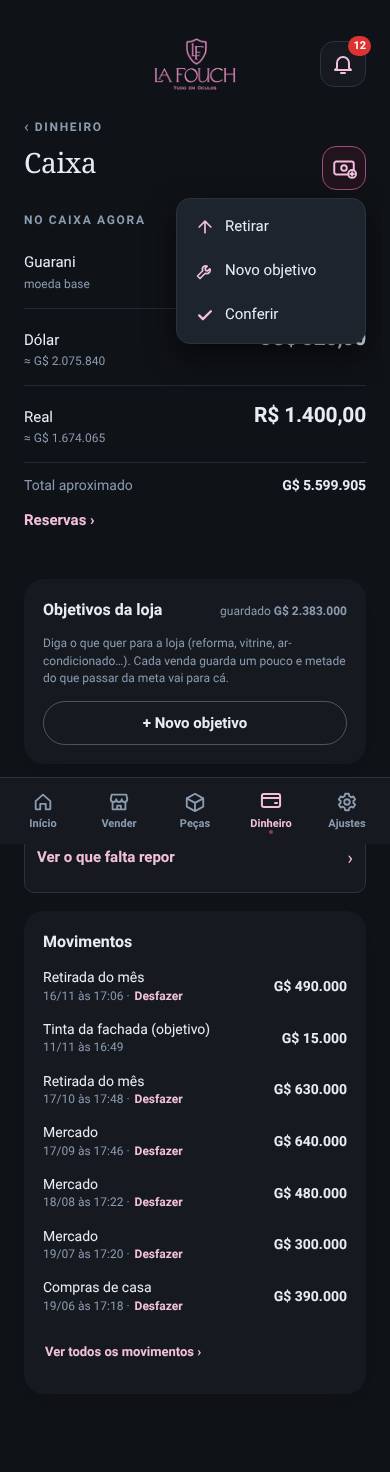 12
LF
LA FOUCH
TUDO EM ÓCULOS
‹ DINHEIRO
Caixa
NO CAIXA AGORA
Retirar
Novo objetivo
Conferir
Guarani
moeda base
Dólar
≈ G$ 2.075.840
Real
R$ 1.400,00
≈ G$ 1.674.065
Total aproximado
G$ 5.599.905
Reservas ›
Objetivos da loja
guardado G$ 2.383.000
Diga o que quer para a loja (reforma, vitrine, ar-
condicionado…). Cada venda guarda um pouco e metade
do que passar da meta vai para cá.
+ Novo objetivo
Início
Vender
Peças
Dinheiro
Ajustes
Ver o que falta repor ›
Movimentos
Retirada do mês
G$ 490.000
16/11 às 17:06 · Desfazer
Tinta da fachada (objetivo)
G$ 15.000
11/11 às 16:49
Retirada do mês
G$ 630.000
17/10 às 17:48 · Desfazer
Mercado
G$ 640.000
17/09 às 17:46 · Desfazer
Mercado
G$ 480.000
18/08 às 17:22 · Desfazer
Mercado
G$ 300.000
19/07 às 17:20 · Desfazer
Compras de casa
G$ 390.000
19/06 às 17:18 · Desfazer
Ver todos os movimentos ›